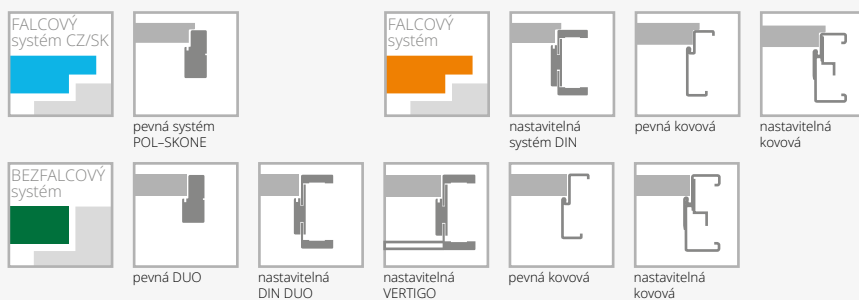 FALCOVÝ
systém CZ/SK
pevná systém
POL–SKONE
FALCOVÝ
systém
nastavitelná
systém DIN
pevná kovová
nastavitelná
kovová
BEZFALCOVÝ
systém
pevná DUO
nastavitelná
DIN DUO
nastavitelná
VERTIGO
pevná kovová
nastavitelná
kovová